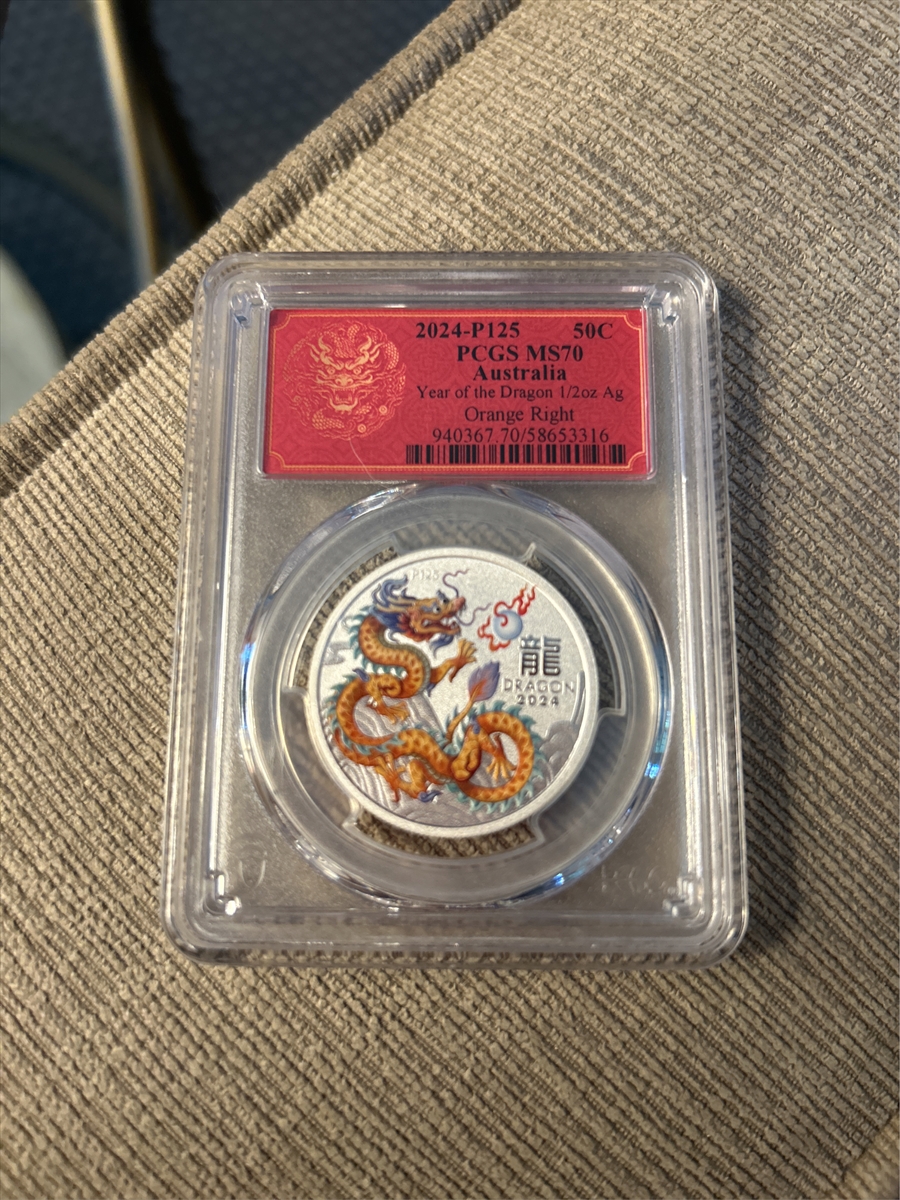 2024-P125 50C
PCGS MS70
Australia
Year of the Dragon 1/2oz Ag
Orange Right
940367.70/58653316
P125
龍
DRAGON
2024